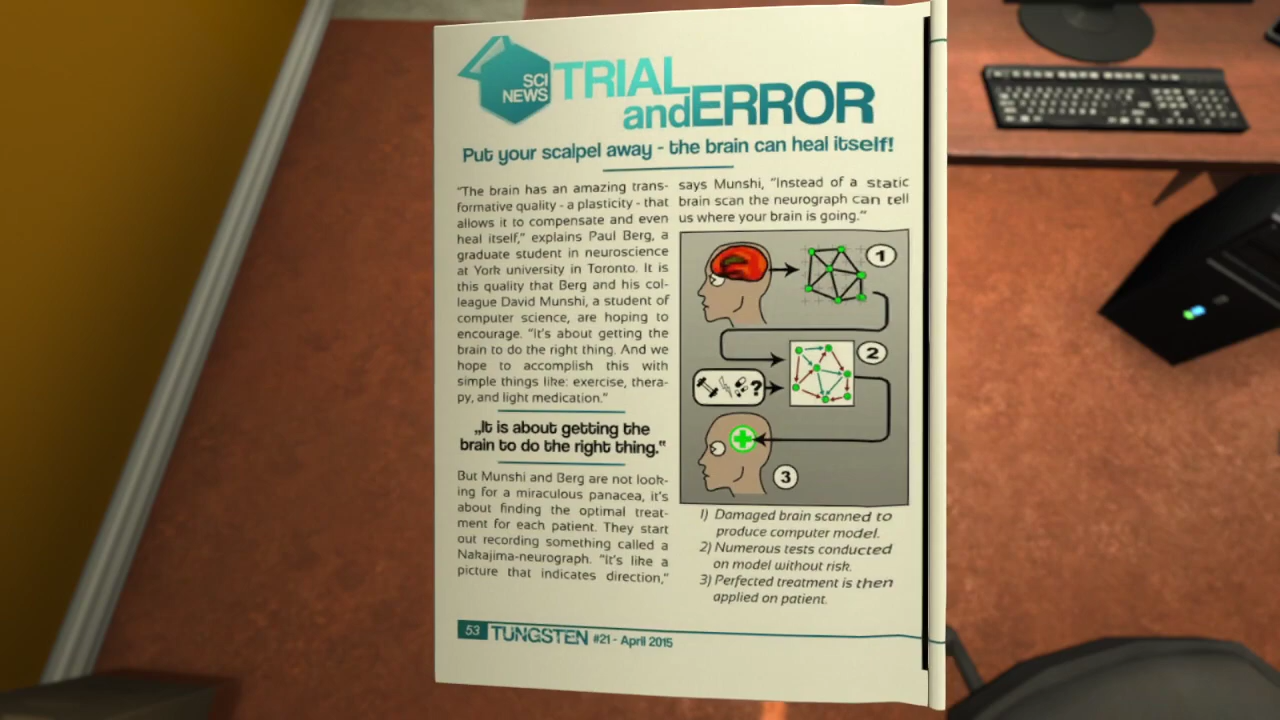 SCI
NEWS
TRIAL
andERROR
Put your scalpel away - the brain can heal itself!
"The brain has an amazing trans-
formative quality - a plasticity - that
allows it to compensate and even
heal itself," explains Paul Berg, a
graduate student in neuroscience
at York university in Toronto. It is
this quality that Berg and his col-
league David Munshi, a student of
computer science, are hoping to
encourage. "It's about getting the
brain to do the right thing. And we
hope to accomplish this with
simple things like: exercise, thera-
py, and light medication."
„It is about getting the
brain to do the right thing."
But Munshi and Berg are not look-
ing for a miraculous panacea, it's
about finding the optimal treat-
ment for each patient. They start
out recording something called a
Nakajima-neurograph. "It's like a
picture that indicates direction,"
says Munshi, "Instead of a static
brain scan the neurograph can tell
us where your brain is going."
1
2
?
3
1) Damaged brain scanned to
produce computer model.
2) Numerous tests conducted
on model without risk.
3) Perfected treatment is then
applied on patient.
53 TUNGSTEN #21 - April 2015